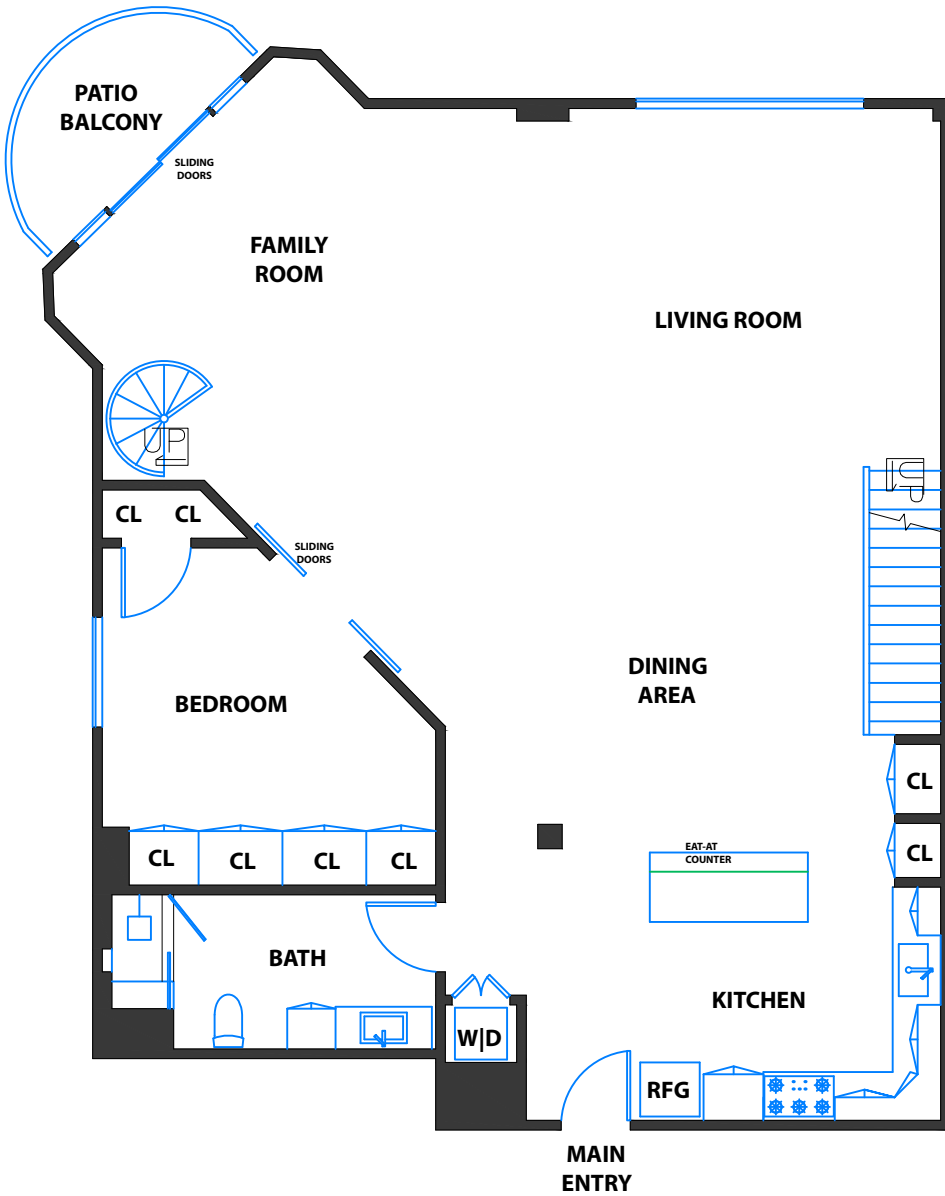 PATIO
BALCONY
SLIDING
DOORS
FAMILY
ROOM
LIVING ROOM
UP
UP
CL CL
SLIDING
DOORS
BEDROOM
DINING
AREA
CL
CL
EAT-AT
COUNTER
CL CL CL CL
BATH
KITCHEN
W|D
RFG
MAIN
ENTRY